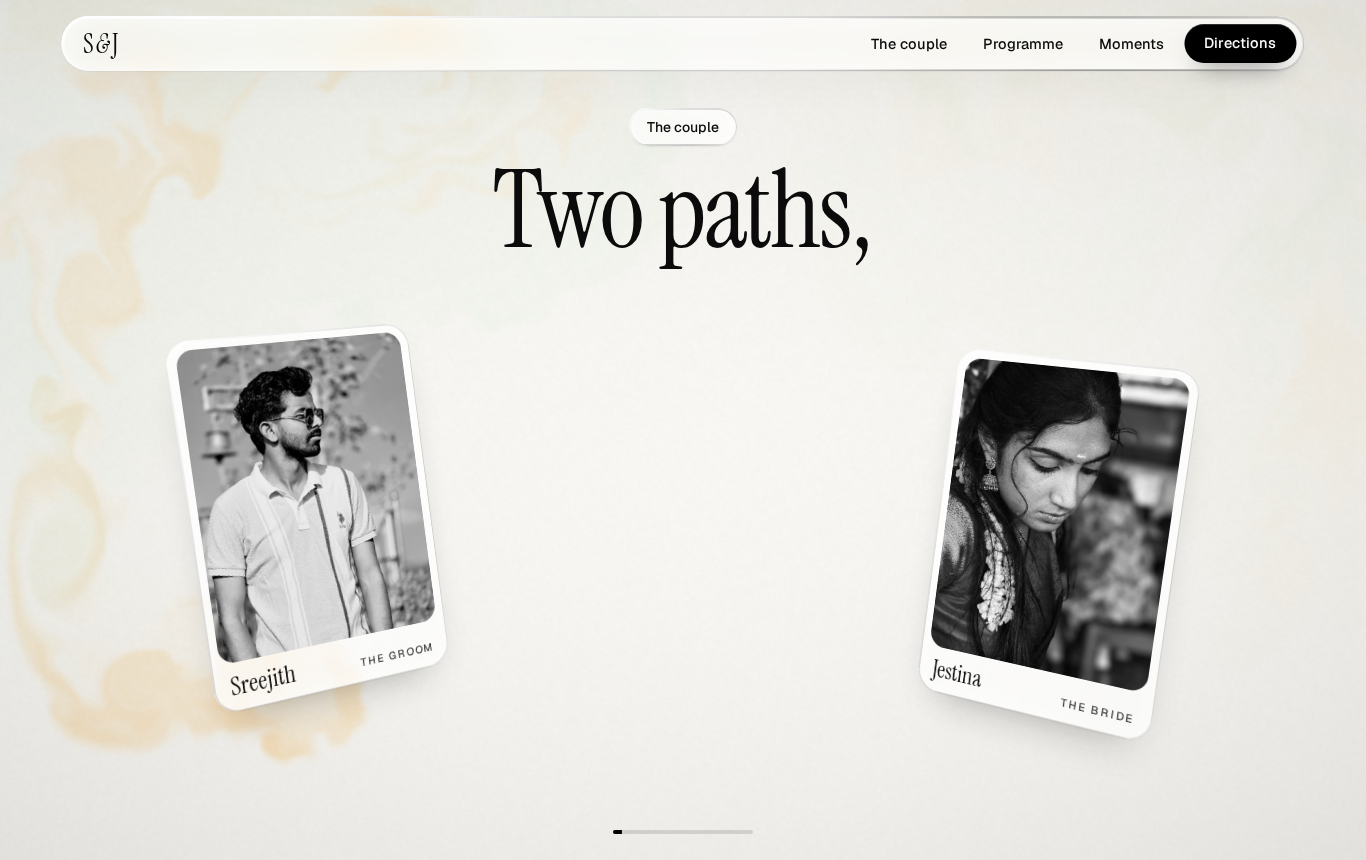 S&J
The couple
Programme
Moments
Directions
The couple
Two paths,
Sreejith
THE GROOM
Jestina
THE BRIDE